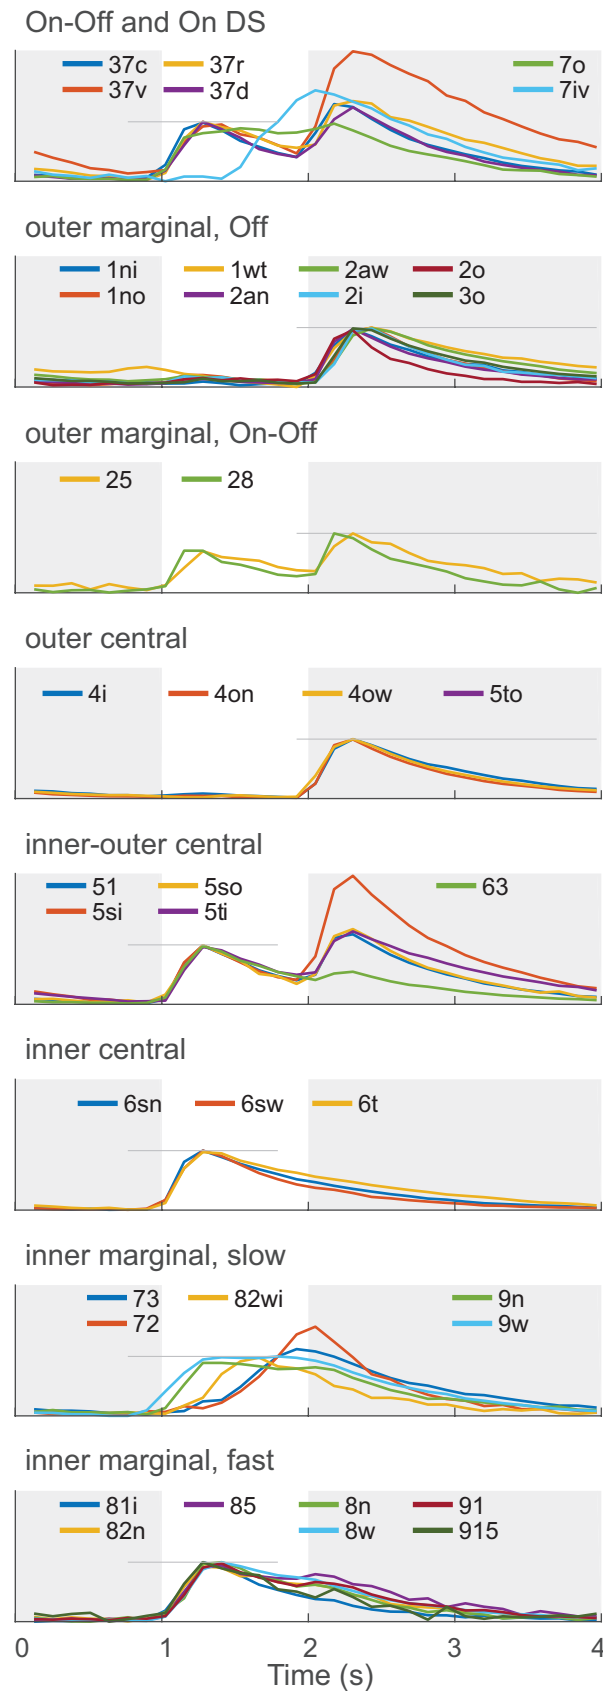 On-Off and On DS
37c 37r 7o
37v 37d 7iv
outer marginal, Off
1ni 1wt 2aw 2o
1no 2an 2i 3o
outer marginal, On-Off
25 28
outer central
4i 4on 4ow 5to
inner-outer central
51 5so 63
5si 5ti
inner central
6sn 6sw 6t
inner marginal, slow
73 82wi 9n
72 9w
inner marginal, fast
81i 85 8n 91
82n 8w 915
0 1 2 3 4
Time (s)